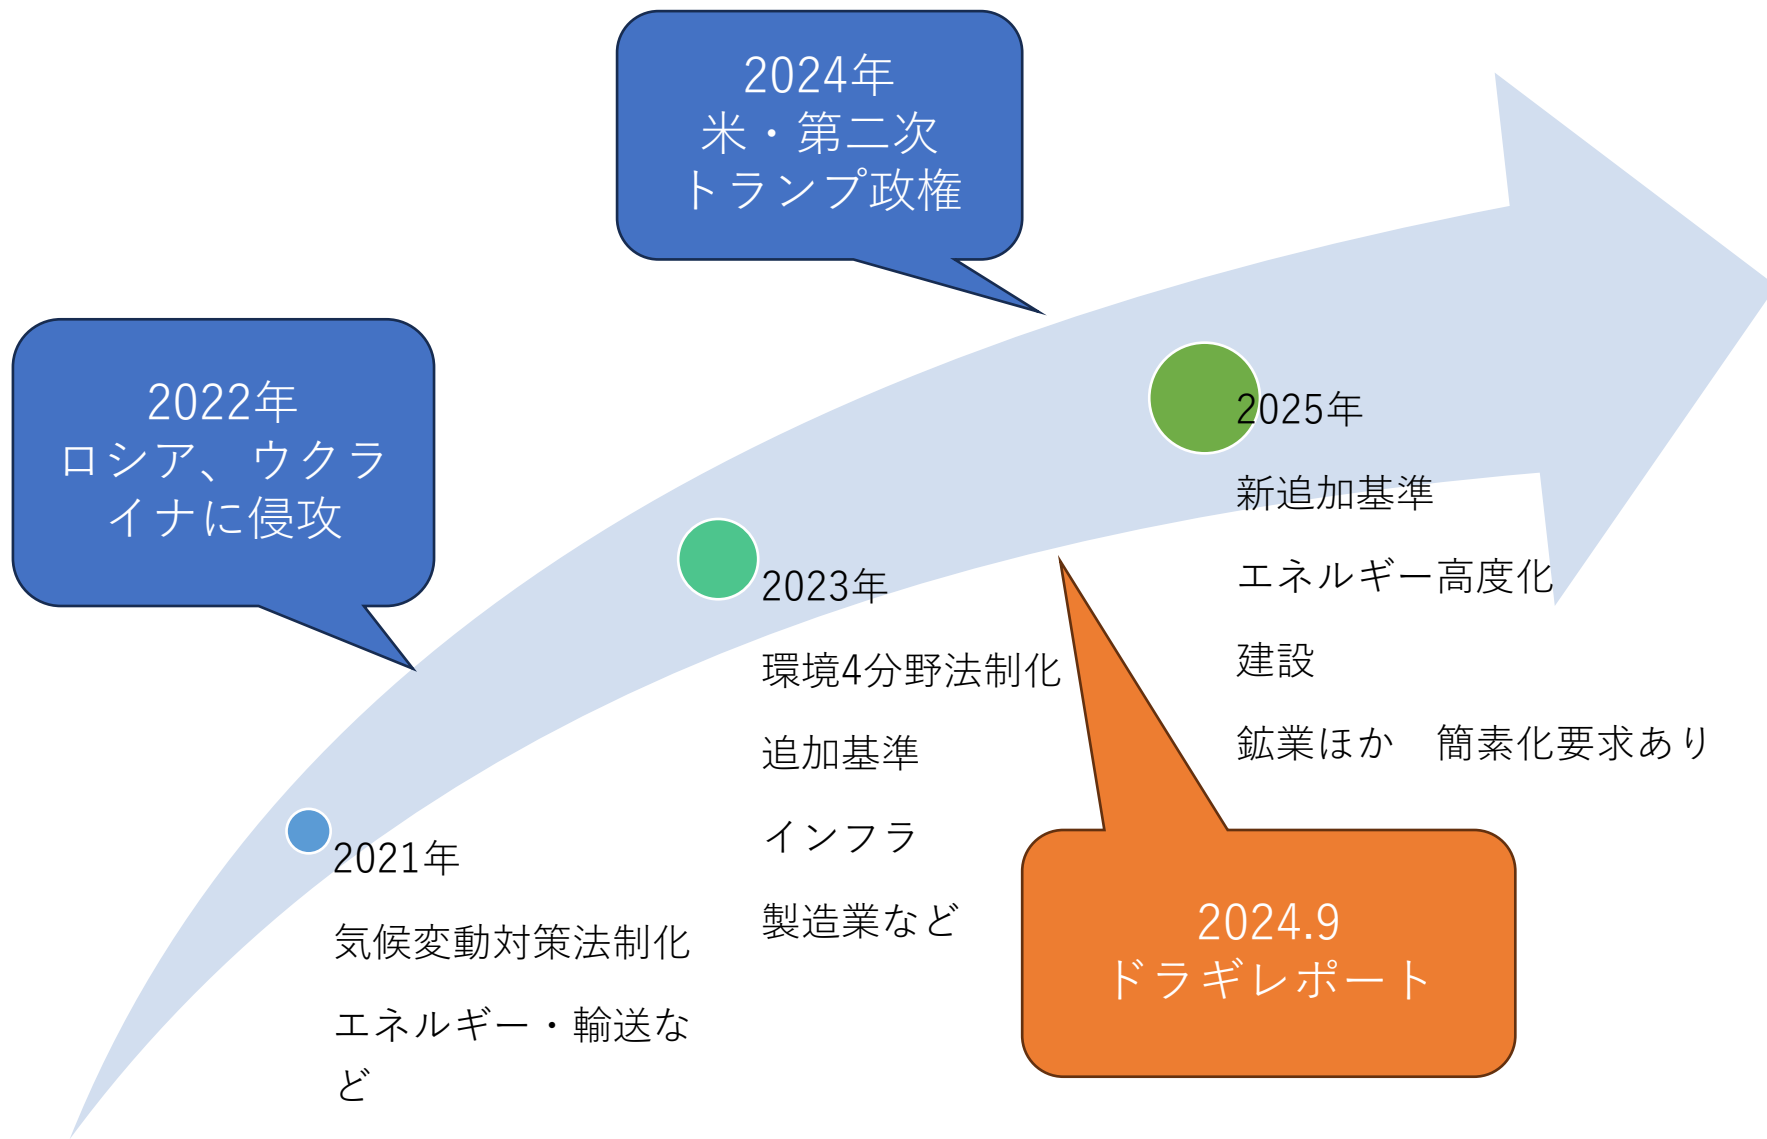 2024年
米・第二次
トランプ政権
2022年
ロシア、ウクラ
イナに侵攻
2025年
新追加基準
エネルギー高度化
建設
鉱業ほか　簡素化要求あり
2023年
環境4分野法制化
追加基準
インフラ
製造業など
2021年
気候変動対策法制化
エネルギー・輸送な
ど
2024.9
ドラギレポート